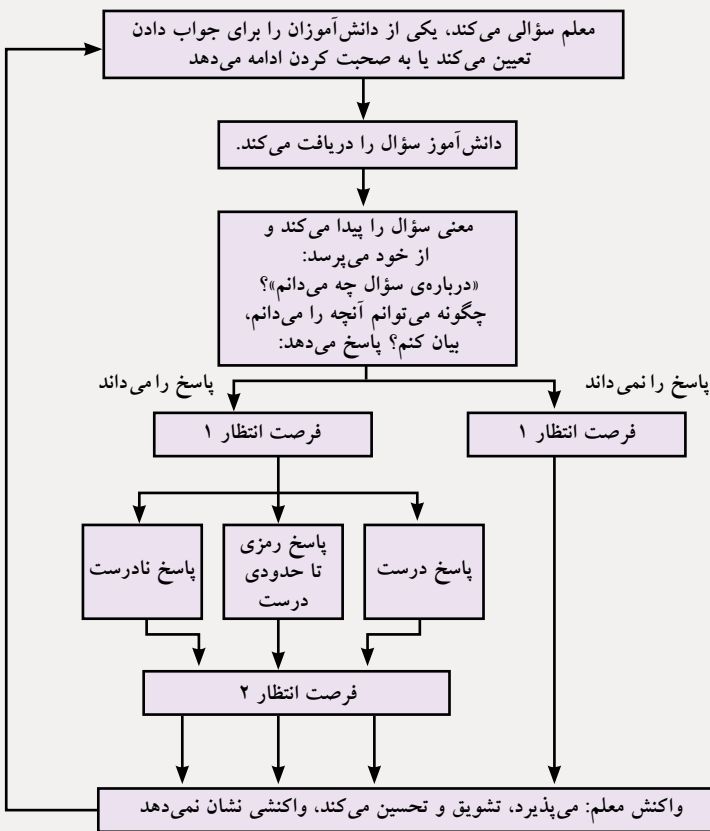 معلم سؤالی می‌کند، یکی از دانش‌آموزان را برای جواب دادن
تعیین می‌کند یا به صحبت کردن ادامه می‌دهد
دانش‌آموز سؤال را دریافت می‌کند.
معنی سؤال را پیدا می‌کند و
از خود می‌پرسد:
«درباره‌ی سؤال چه می‌دانم»؟
چگونه می‌توانم آنچه را می‌دانم،
بیان کنم؟ پاسخ می‌دهد:
پاسخ را نمی‌داند
پاسخ را می‌داند
فرصت انتظار ۱
فرصت انتظار ۱
پاسخ درست
پاسخ رمزی
تا حدودی
درست
پاسخ نادرست
فرصت انتظار ۲
واکنش معلم: می‌پذیرد، تشویق و تحسین می‌کند، واکنشی نشان نمی‌دهد